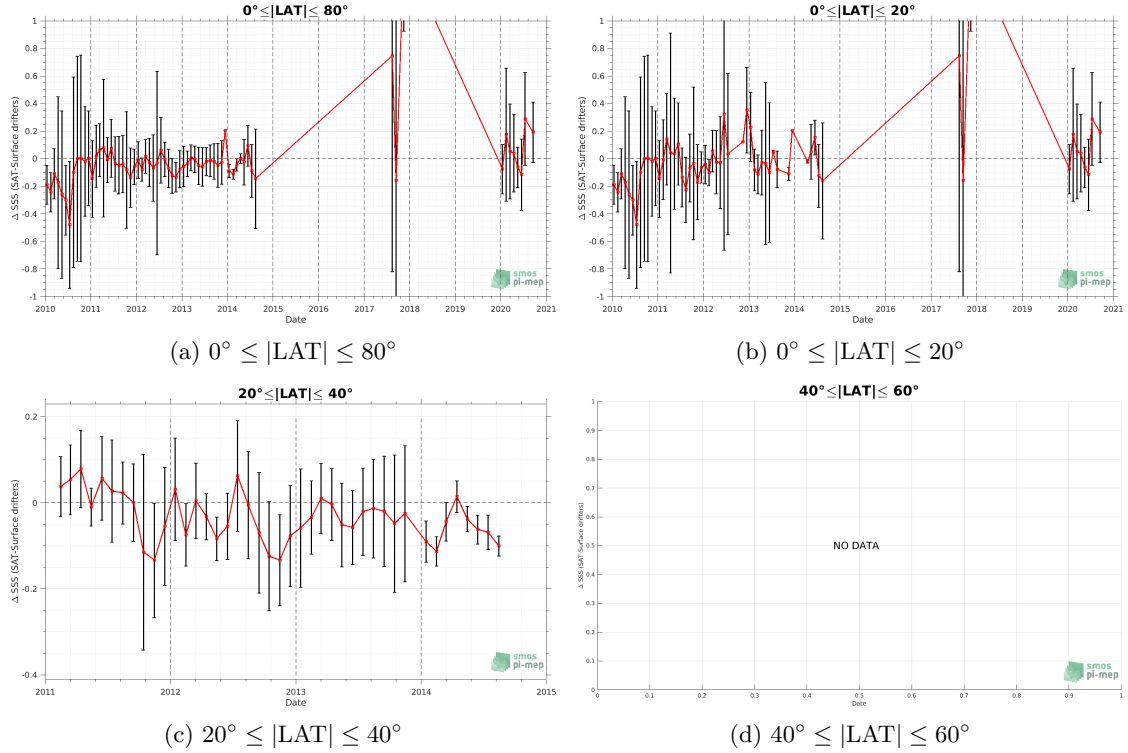 0°≤|LAT|≤ 80°
1
0.8
0.6
0.4
0.2
0
-0.2
-0.4
-0.6
-0.8
-1
Δ SSS (SAT-Surface drifters)
2010 2011 2012 2013 2014 2015 2016 2017 2018 2019 2020 2021
Date
smos
pi-mep
(a) 0° ≤ |LAT| ≤ 80°
0°≤|LAT|≤ 20°
1
0.8
0.6
0.4
0.2
0
-0.2
-0.4
-0.6
-0.8
-1
Δ SSS (SAT-Surface drifters)
2010 2011 2012 2013 2014 2015 2016 2017 2018 2019 2020 2021
Date
smos
pi-mep
(b) 0° ≤ |LAT| ≤ 20°
20°≤|LAT|≤ 40°
0.2
0
-0.2
-0.4
Δ SSS (SAT-Surface drifters)
2011 2012 2013 2014 2015
Date
smos
pi-mep
(c) 20° ≤ |LAT| ≤ 40°
40°≤|LAT|≤ 60°
1
0.9
0.8
0.7
0.6
0.5
0.4
0.3
0.2
0.1
0
Δ SSS (SAT-Surface drifters)
NO DATA
0 0.1 0.2 0.3 0.4 0.5 0.6 0.7 0.8 0.9 1
Date
smos
pi-mep
(d) 40° ≤ |LAT| ≤ 60°